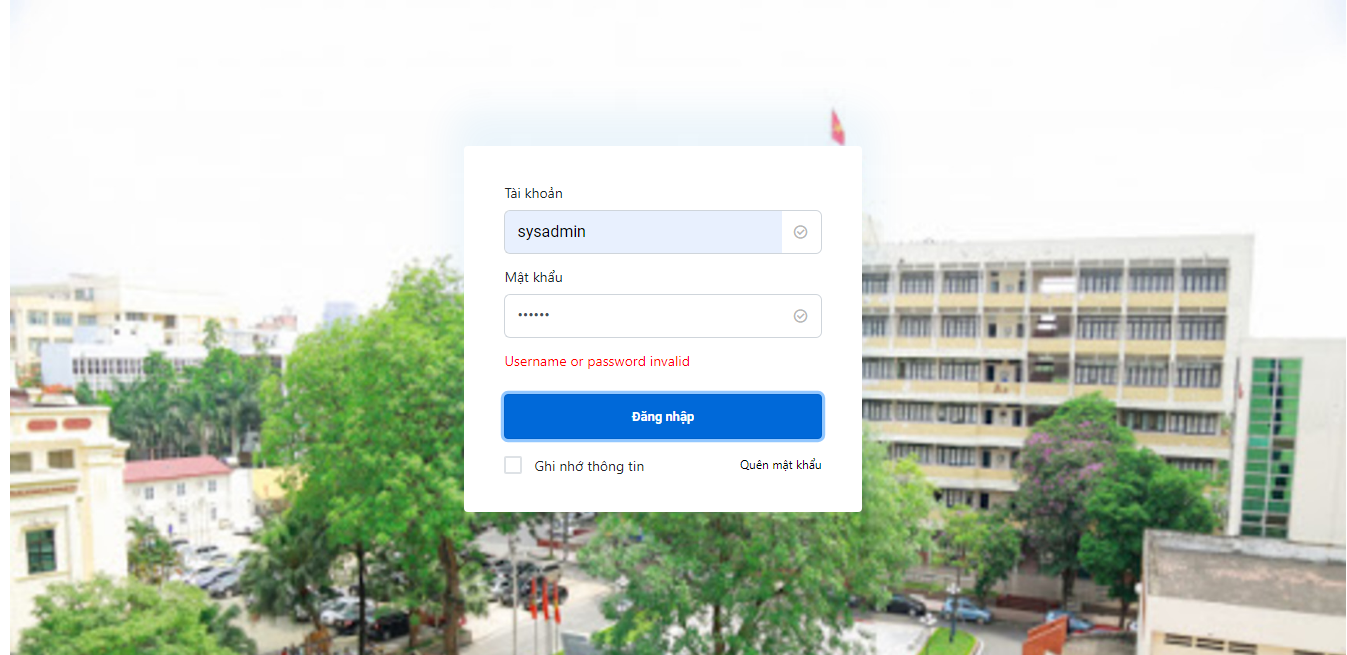 Tài khoản
sysadmin
Mật khẩu
••••••
Username or password invalid
Đăng nhập
Ghi nhớ thông tin
Quên mật khẩu